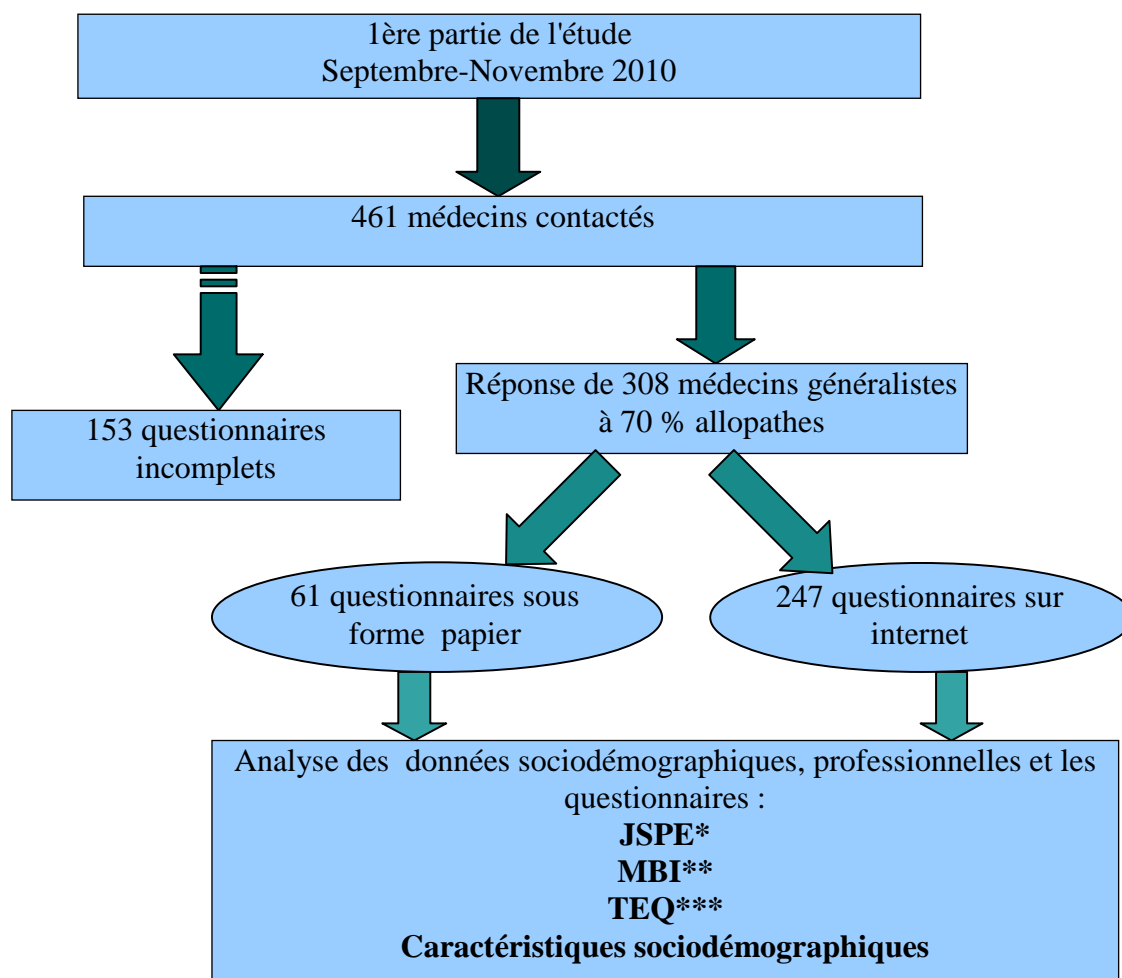 1ère partie de l'étude
Septembre-Novembre 2010
461 médecins contactés
Réponse de 308 médecins généralistes
à 70 % allopathes
153 questionnaires
incomplets
61 questionnaires sous
forme papier
247 questionnaires sur
internet
Analyse des données sociodémographiques, professionnelles et les
questionnaires :
JSPE*
MBI**
TEQ***
Caractéristiques sociodémographiques